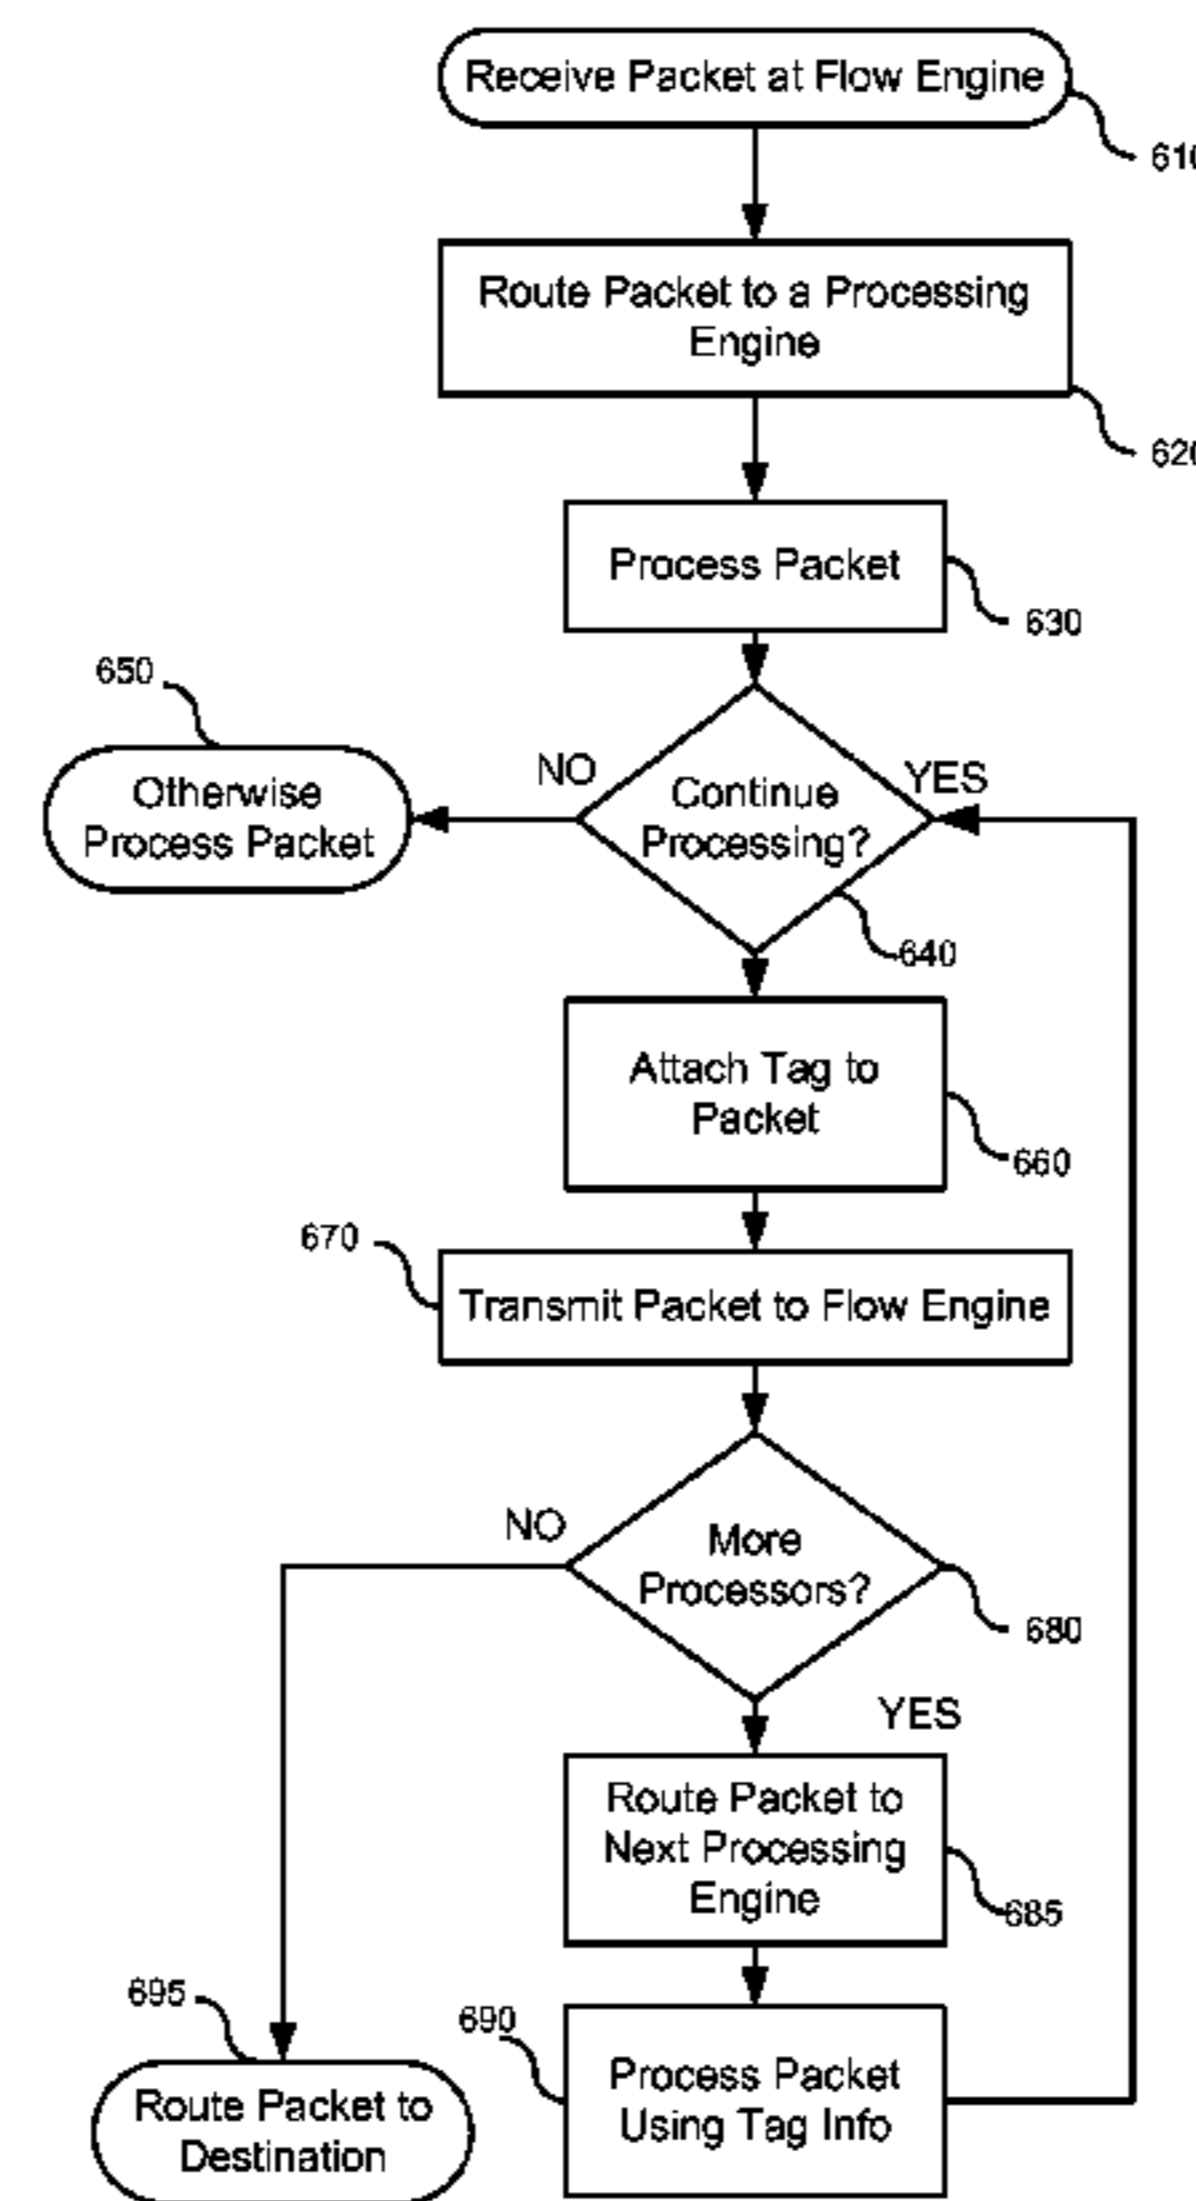 Receive Packet at Flow Engine
610
Route Packet to a Processing
Engine
620
Process Packet
630
650
Otherwise
Process Packet
NO
Continue
Processing?
YES
640
Attach Tag to
Packet
660
670
Transmit Packet to Flow Engine
NO
More
Processors?
680
YES
Route Packet to
Next Processing
Engine
685
695
Route Packet to
Destination
690
Process Packet
Using Tag Info